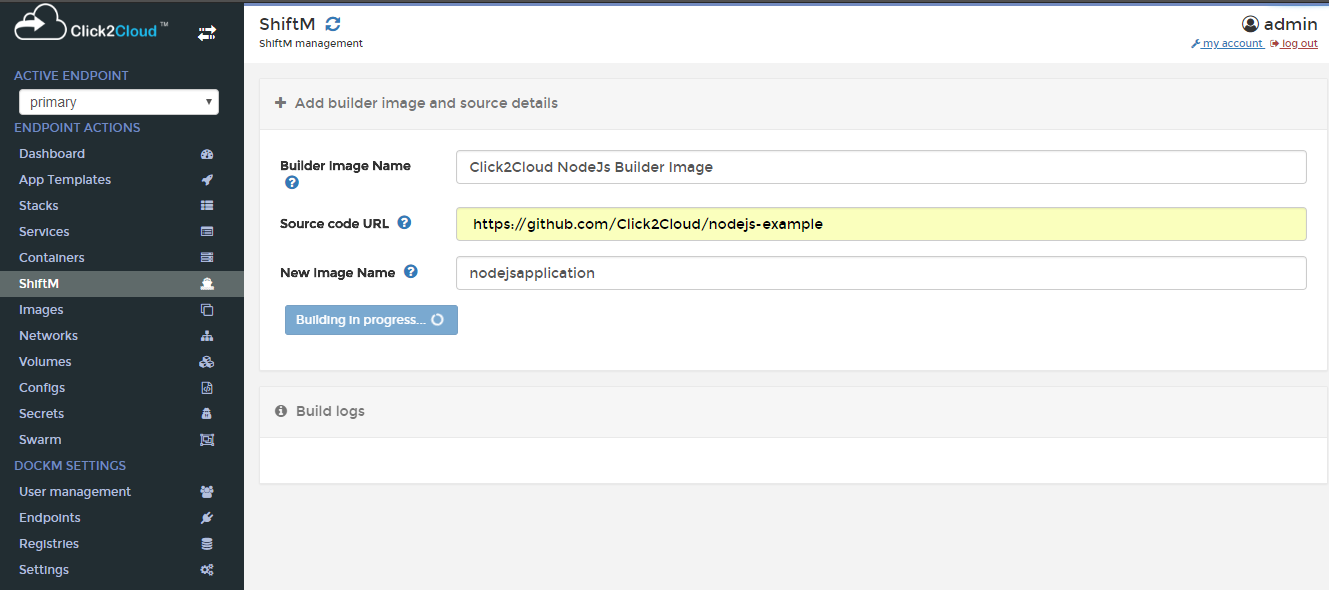 Click2Cloud™
ACTIVE ENDPOINT
primary
ENDPOINT ACTIONS
Dashboard
App Templates
Stacks
Services
Containers
ShiftM
Images
Networks
Volumes
Configs
Secrets
Swarm
DOCKM SETTINGS
User management
Endpoints
Registries
Settings
ShiftM
ShiftM management
admin
my account log out
Add builder image and source details
Builder Image Name
Click2Cloud NodeJs Builder Image
Source code URL
https://github.com/Click2Cloud/nodejs-example
New Image Name
nodejsapplication
Building in progress...
Build logs